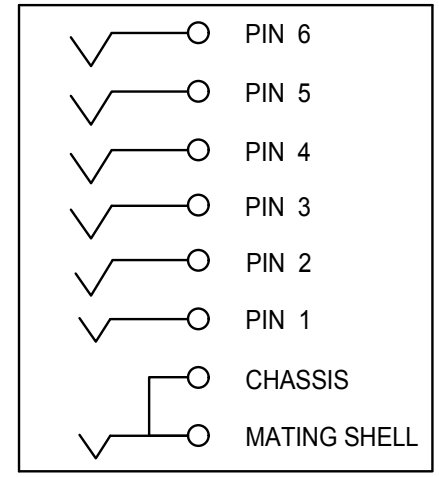 PIN 6
PIN 5
PIN 4
PIN 3
PIN 2
PIN 1
CHASSIS
MATING SHELL